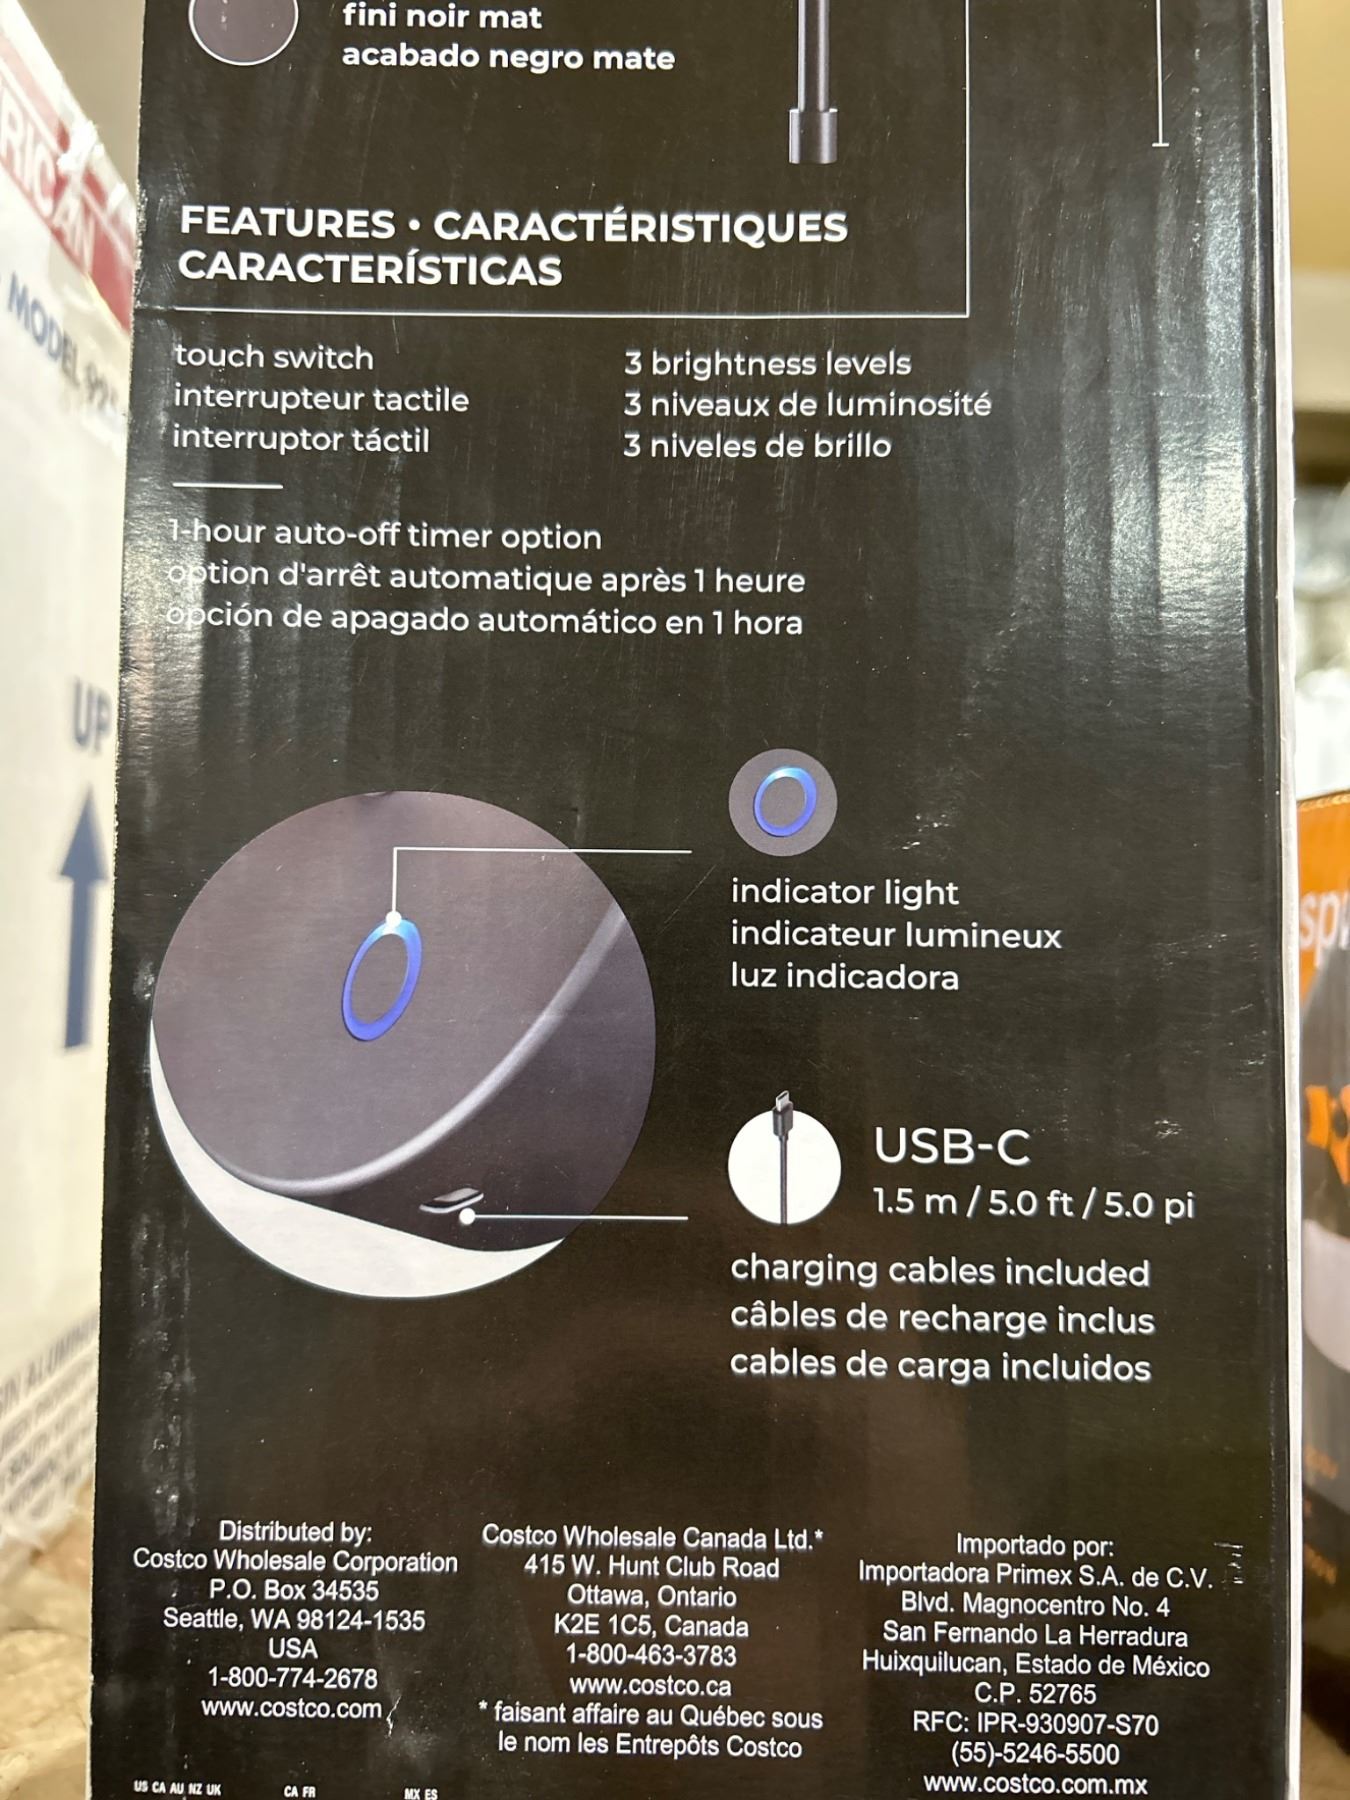 fini noir mat
acabado negro mate
FEATURES • CARACTÉRISTIQUES
CARACTERÍSTICAS
touch switch
interrupteur tactile
interruptor táctil
3 brightness levels
3 niveaux de luminosité
3 niveles de brillo
1-hour auto-off timer option
option d'arrêt automatique après 1 heure
opción de apagado automático en 1 hora
indicator light
indicateur lumineux
luz indicadora
USB-C
1.5 m / 5.0 ft / 5.0 pi
charging cables included
câbles de recharge inclus
cables de carga incluidos
Distributed by:
Costco Wholesale Corporation
P.O. Box 34535
Seattle, WA 98124-1535
USA
1-800-774-2678
www.costco.com
Costco Wholesale Canada Ltd.*
415 W. Hunt Club Road
Ottawa, Ontario
K2E 1C5, Canada
1-800-463-3783
www.costco.ca
* faisant affaire au Québec sous
le nom les Entrepôts Costco
Importado por:
Importadora Primex S.A. de C.V.
Blvd. Magnocentro No. 4
San Fernando La Herradura
Huixquilucan, Estado de México
C.P. 52765
RFC: IPR-930907-S70
(55)-5246-5500
www.costco.com.mx
US CA AU NZ UK
CA FR
MX ES
MODEL
UP